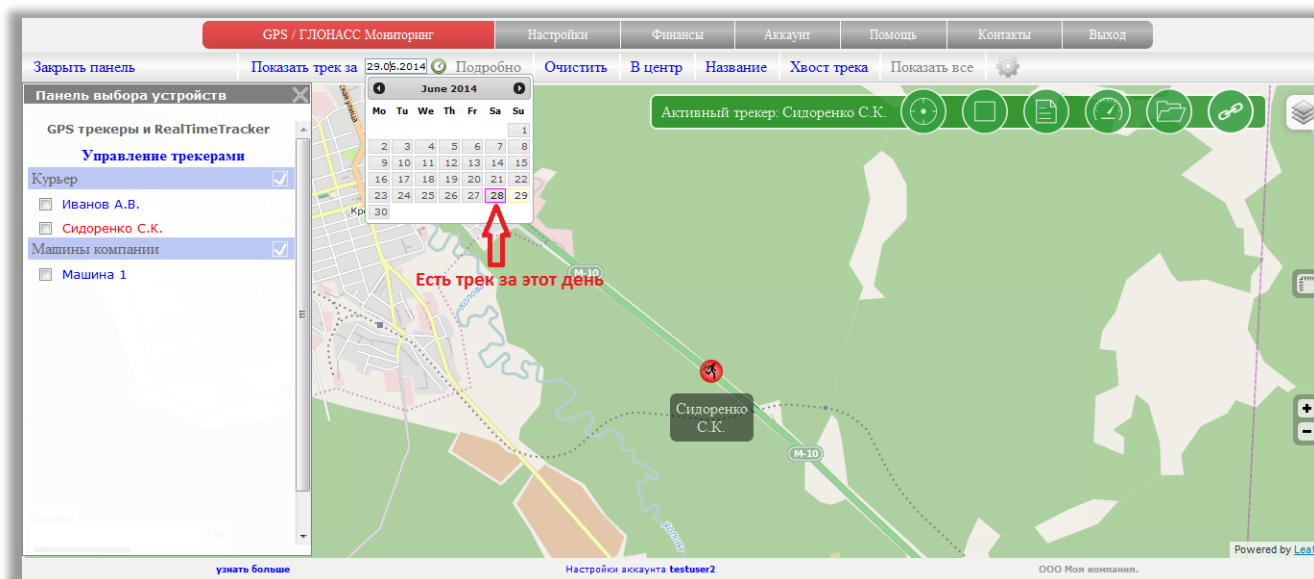 GPS / ГЛОНАСС Мониторинг Настройки Финансы Аккаунт Помощь Контакты Выход
Закрыть панель Показать трек за 29.06.2014 Подробно Очистить В центр Название Хвост трека Показать все
Панель выбора устройств
GPS трекеры и RealTimeTracker
Управление трекерами
Курьер
Иванов А.В.
Сидоренко С.К.
Машины компании
Машина 1
June 2014
Mo Tu We Th Fr Sa Su
1
2 3 4 5 6 7 8
9 10 11 12 13 14 15
16 17 18 19 20 21 22
23 24 25 26 27 28 29
30
Есть трек за этот день
Активный трекер: Сидоренко С.К.
М-10
Холова
Сидоренко
С.К.
М-10
Холова
Powered by Leaf
узнать больше Настройки аккаунта testuser2 ООО Моя компания.